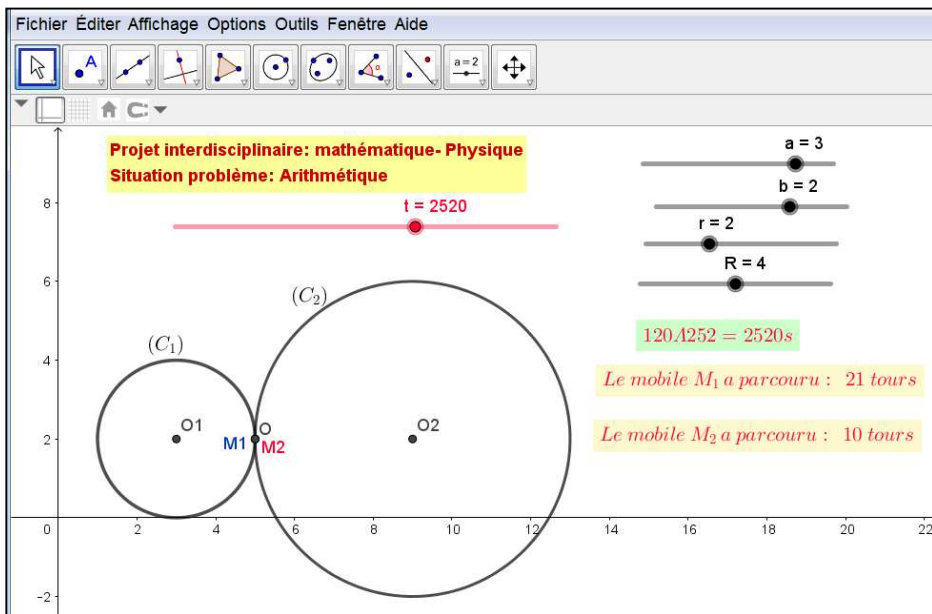 Fichier Éditer Affichage Options Outils Fenêtre Aide
A
α
a = 2
Projet interdisciplinaire: mathématique- Physique
Situation problème: Arithmétique
t = 2520
a = 3
b = 2
r = 2
R = 4
120Λ252 = 2520s
Le mobile M₁ a parcouru : 21 tours
Le mobile M₂ a parcouru : 10 tours
(C₁)
(C₂)
O1
O
O2
M1
M2
8
6
4
2
0
−2
2 4 6 8 10 12 14 16 18 20 22